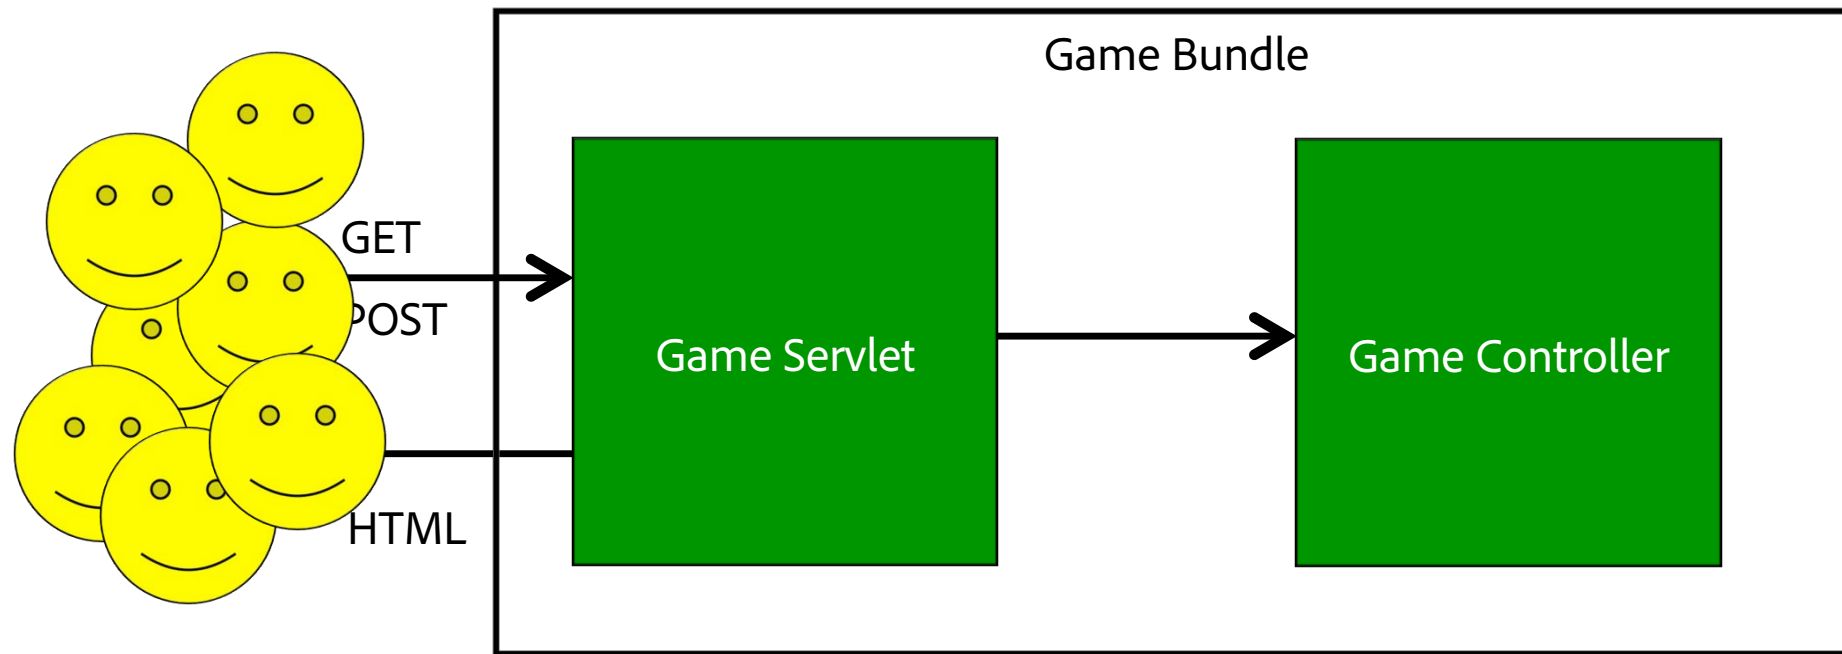 Game Bundle
GET
POST
Game Servlet
Game Controller
HTML